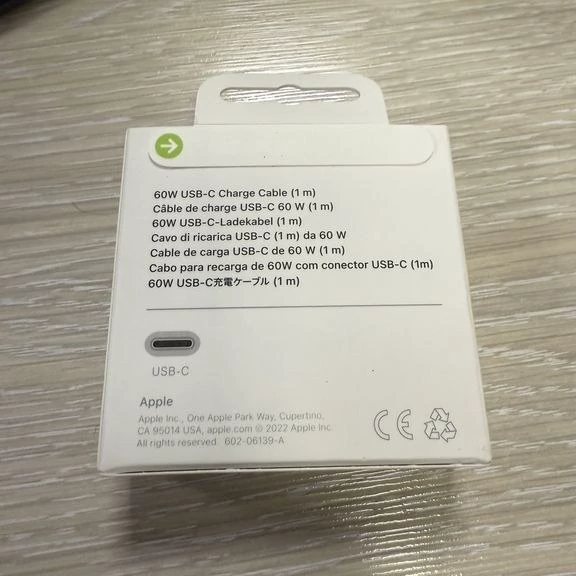 60W USB-C Charge Cable (1 m)
Câble de charge USB-C 60 W (1 m)
60W USB-C-Ladekabel (1 m)
Cavo di ricarica USB-C (1 m) da 60 W
Cable de carga USB-C de 60 W (1 m)
Cabo para recarga de 60W com conector USB-C (1m)
60W USB-C充電ケーブル (1 m)
USB-C
Apple
Apple Inc., One Apple Park Way, Cupertino,
CA 95014 USA, apple.com © 2022 Apple Inc.
All rights reserved. 602-06139-A
CE